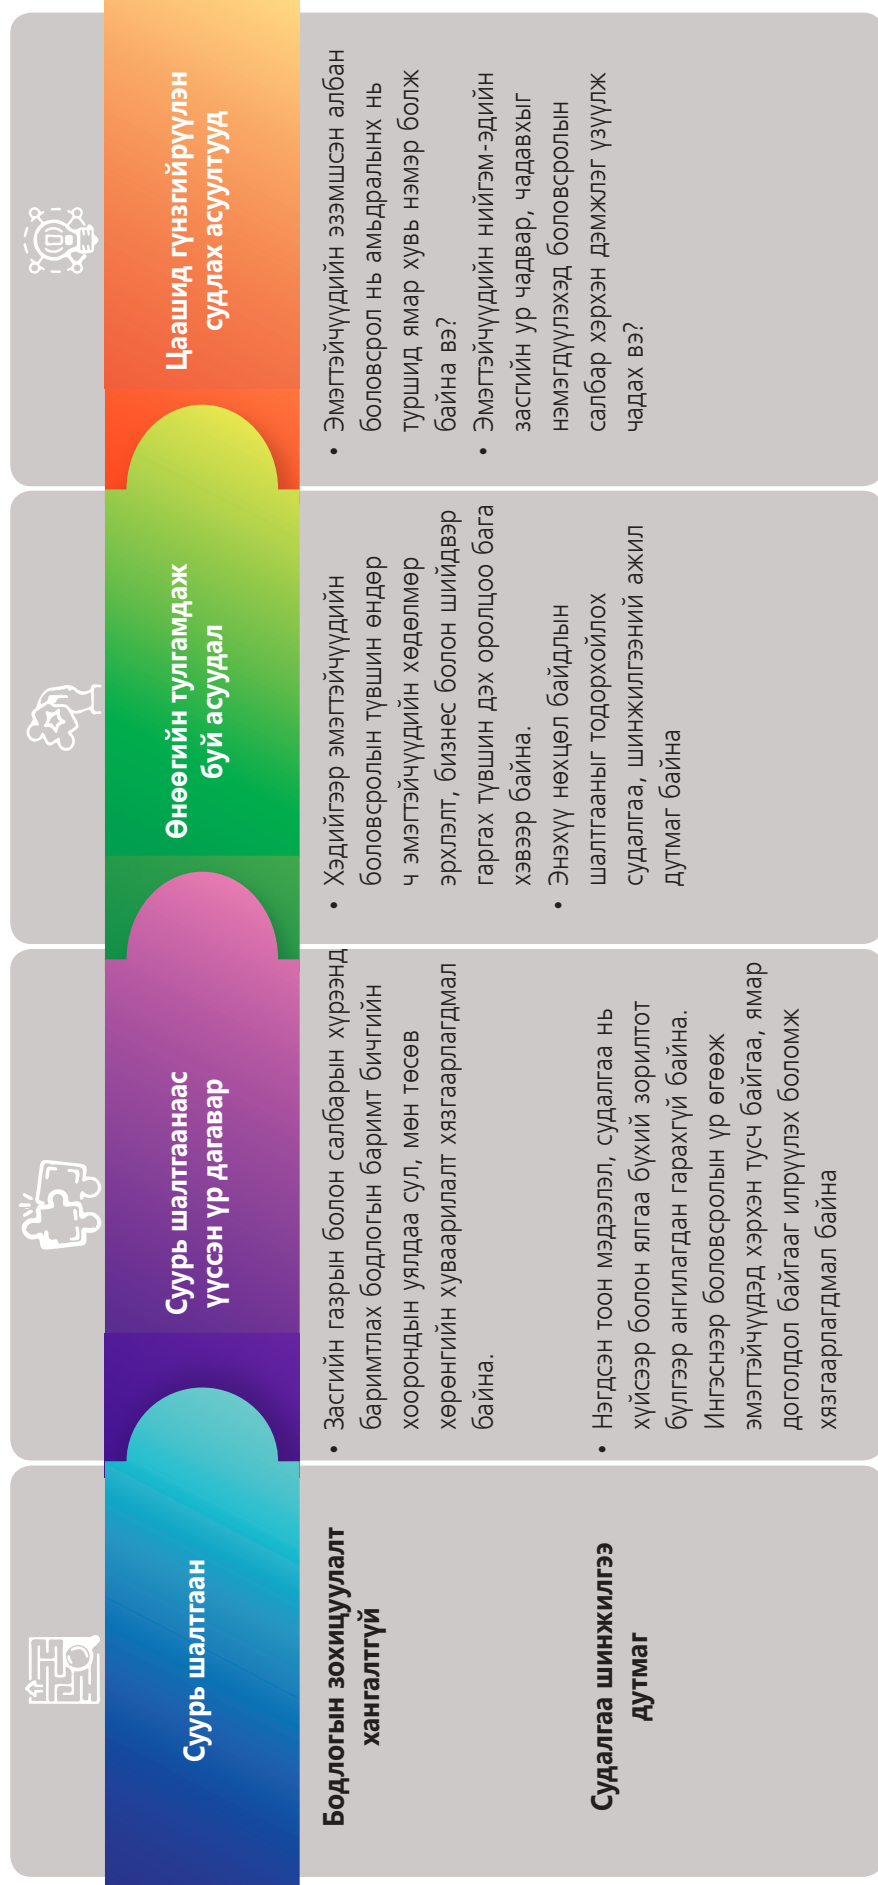 Суурь шалтгаан
Бодлогын зохицуулалт
хангалтгүй
Судалгаа шинжилгээ
дутмаг
Суурь шалтгаанаас
үүссэн үр дагавар
• Засгийн газрын болон салбарын хүрээнд
баримтлах бодлогын баримт бичгийн
хоорондын уялдаа сул, мөн төсөв
хөрөнгийн хуваарилалт хязгаарлагдмал
байна.
• Нэгдсэн тоон мэдээлэл, судалгаа нь
хүйсээр болон ялгаа бүхий зорилтот
бүлгээр ангилагдан гарахгүй байна.
Ингэснээр боловсролын үр өгөөж
эмэгтэйчүүдэд хэрхэн тусч байгаа, ямар
доголдол байгааг илрүүлэх боломж
хязгаарлагдмал байна
Өнөөгийн тулгамдаж
буй асуудал
• Хэдийгээр эмэгтэйчүүдийн
боловсролын түвшин өндөр
ч эмэгтэйчүүдийн хөдөлмөр
эрхлэлт, бизнес болон шийдвэр
гаргах түвшин дэх оролцоо бага
хэвээр байна.
• Энэхүү нөхцөл байдлын
шалтгааныг тодорхойлох
судалгаа, шинжилгээний ажил
дутмаг байна
Цаашид гүнзгийрүүлэн
судлах асуултууд
• Эмэгтэйчүүдийн эзэмшсэн албан
боловсрол нь амьдралынх нь
туршид ямар хувь нэмэр болж
байна вэ?
• Эмэгтэйчүүдийн нийгэм-эдийн
засгийн ур чадвар, чадавхыг
нэмэгдүүлэхэд боловсролын
салбар хэрхэн дэмжлэг үзүүлж
чадах вэ?